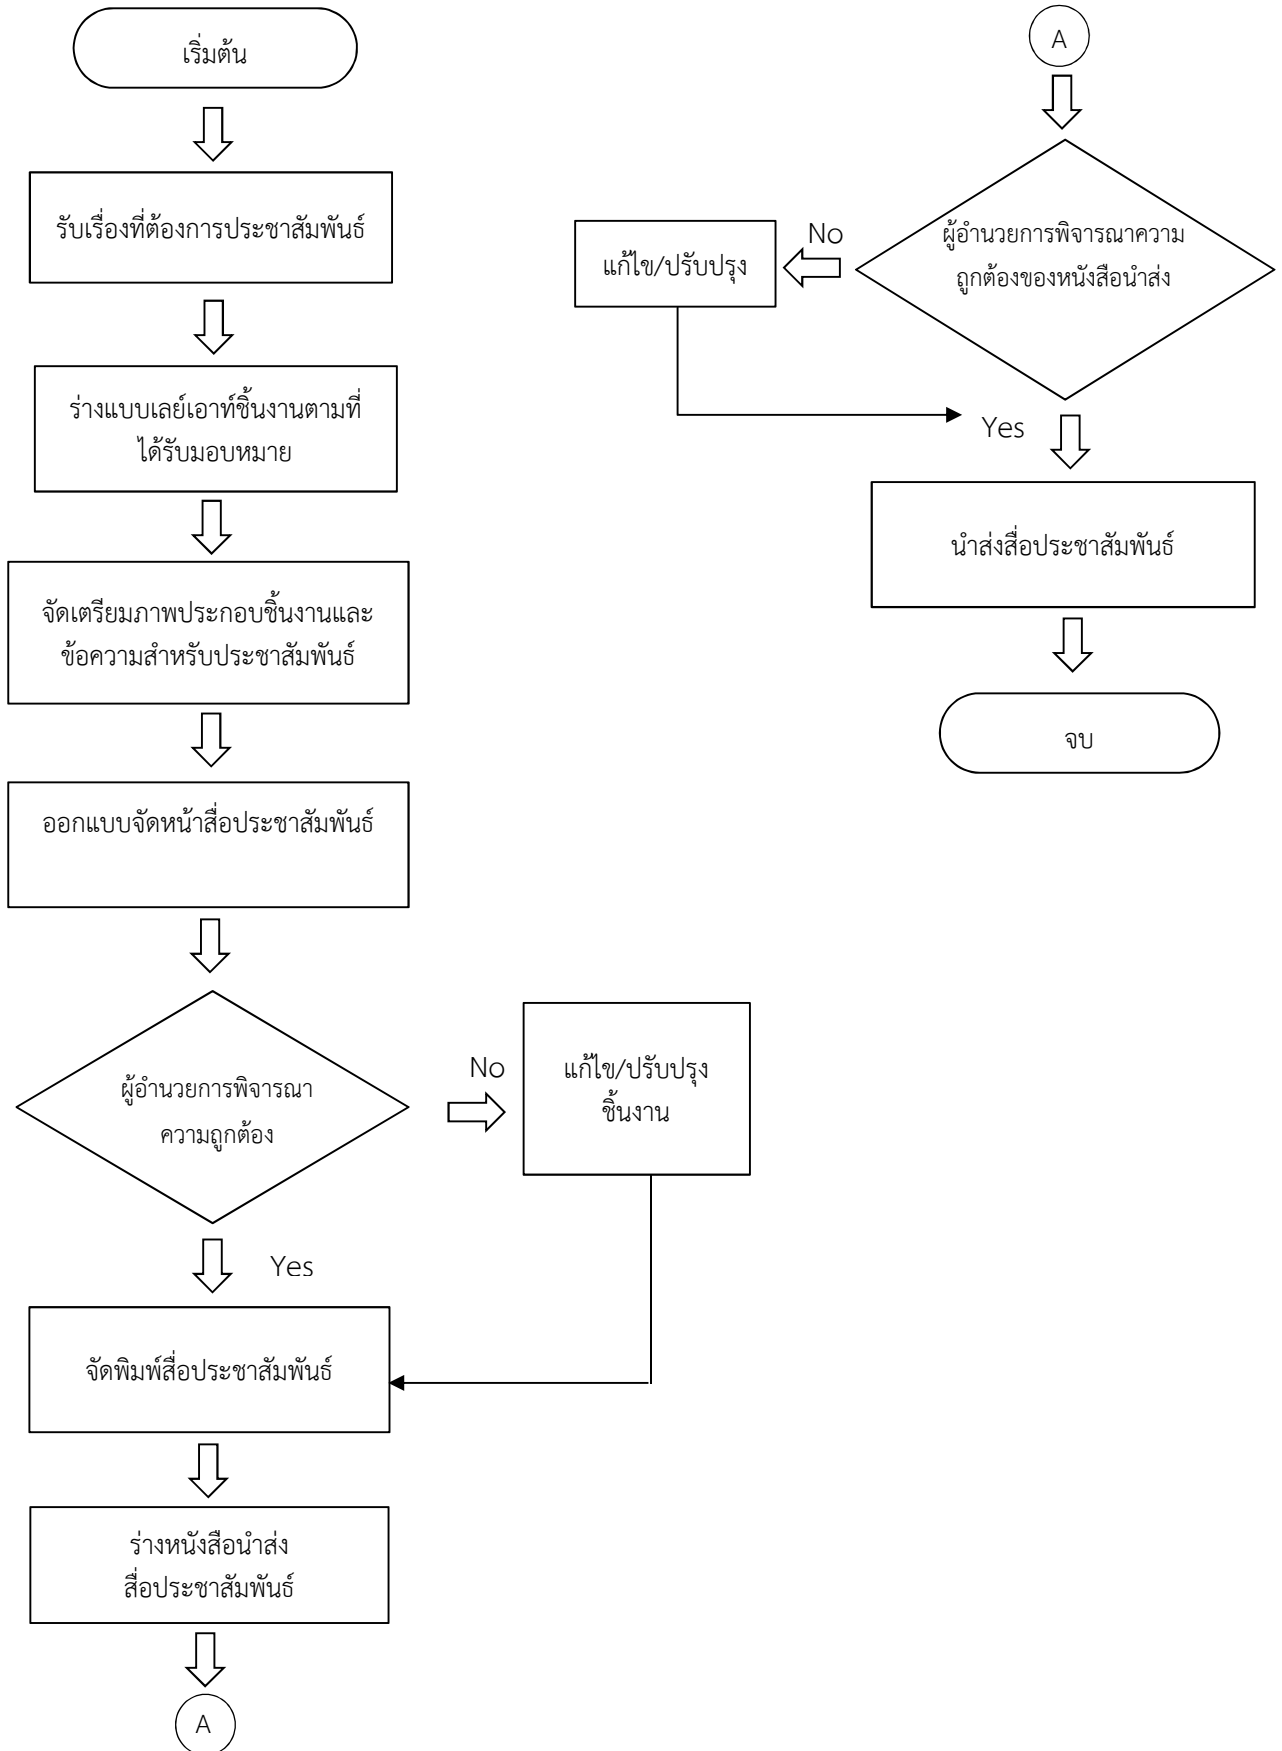 เริ่มต้น
รับเรื่องที่ต้องการประชาสัมพันธ์
ร่างแบบเลย์เอาท์ชิ้นงานตามที่
ได้รับมอบหมาย
จัดเตรียมภาพประกอบชิ้นงานและ
ข้อความสำหรับประชาสัมพันธ์
ออกแบบจัดหน้าสื่อประชาสัมพันธ์
ผู้อำนวยการพิจารณา
ความถูกต้อง
No
แก้ไข/ปรับปรุง
ชิ้นงาน
Yes
จัดพิมพ์สื่อประชาสัมพันธ์
ร่างหนังสือนำส่ง
สื่อประชาสัมพันธ์
A
A
ผู้อำนวยการพิจารณาความ
ถูกต้องของหนังสือนำส่ง
No
แก้ไข/ปรับปรุง
Yes
นำส่งสื่อประชาสัมพันธ์
จบ